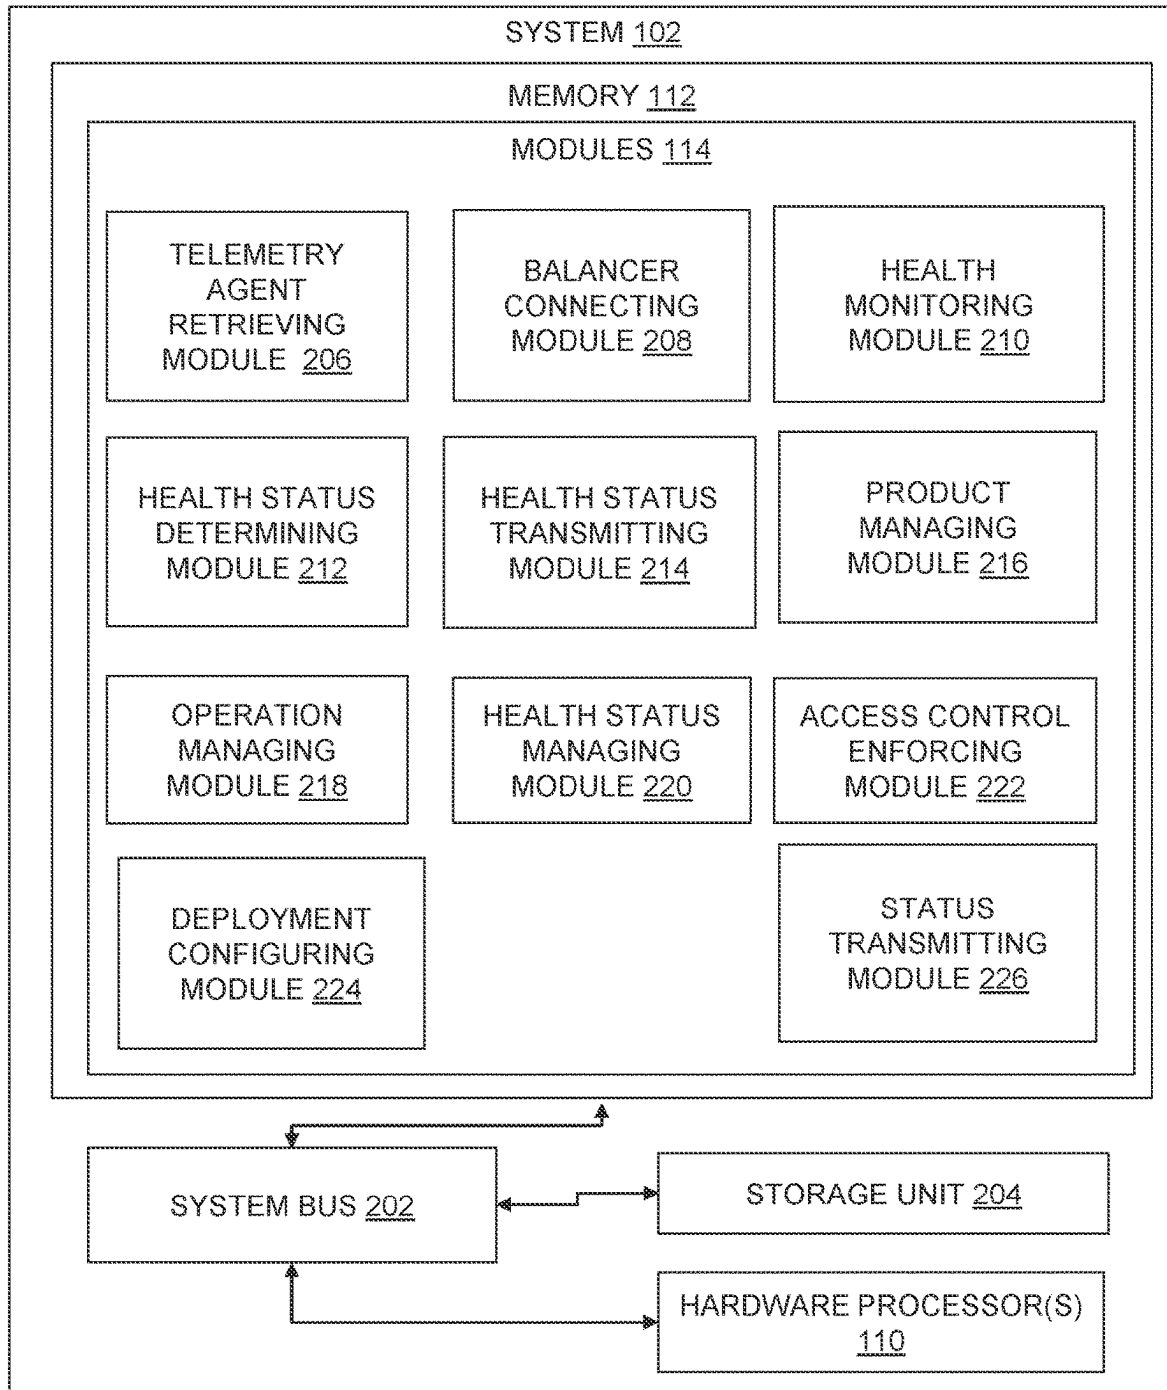 SYSTEM 102
MEMORY 112
MODULES 114
TELEMETRY
AGENT
RETRIEVING
MODULE 206
BALANCER
CONNECTING
MODULE 208
HEALTH
MONITORING
MODULE 210
HEALTH STATUS
DETERMINING
MODULE 212
HEALTH STATUS
TRANSMITTING
MODULE 214
PRODUCT
MANAGING
MODULE 216
OPERATION
MANAGING
MODULE 218
HEALTH STATUS
MANAGING
MODULE 220
ACCESS CONTROL
ENFORCING
MODULE 222
DEPLOYMENT
CONFIGURING
MODULE 224
STATUS
TRANSMITTING
MODULE 226
SYSTEM BUS 202
STORAGE UNIT 204
HARDWARE PROCESSOR(S)
110